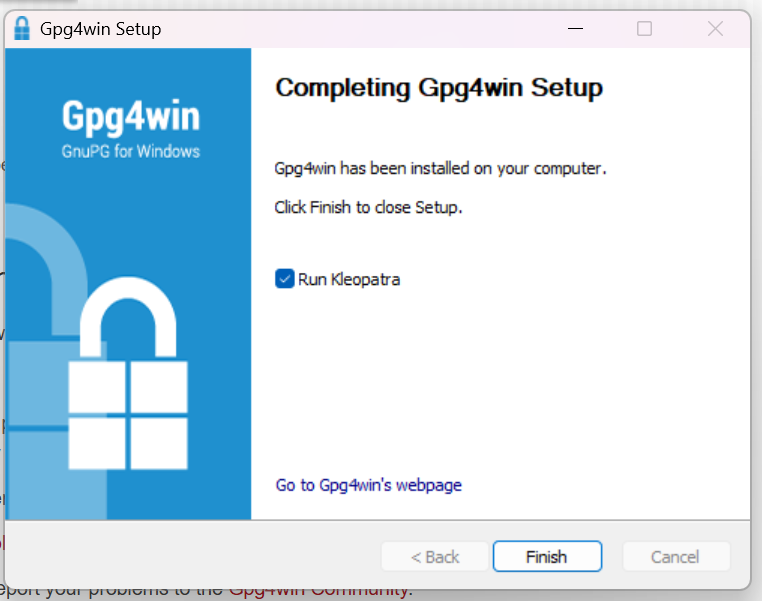 Gpg4win Setup
Gpg4win
GnuPG for Windows
Completing Gpg4win Setup
Gpg4win has been installed on your computer.
Click Finish to close Setup.
Run Kleopatra
Go to Gpg4win's webpage
< Back
Finish
Cancel
eport your problems to the Gpg4win Community.